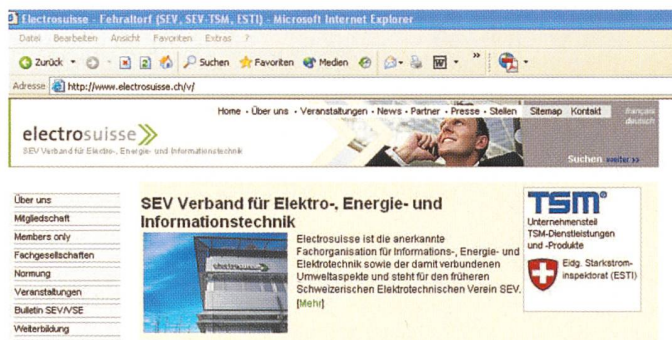 Electrosuisse - Fehraltorf (SEV, SEV-TSM, ESTI) - Microsoft Internet Explorer
Datei Bearbeiten Ansicht Favoriten Extras ?
Zurück Suchen Favoriten Medien
Adresse http://www.electrosuisse.ch/v/
Home • Über uns • Veranstaltungen • News • Partner • Presse • Stellen Sitemap Kontakt français
deutsch
electrosuisse
SEV Verband für Electro-, Energie- und Informationstechnik
Suchen weiter >>
Über uns
Mitgliedschaft
Members only
Fachgesellschaften
Normung
Veranstaltungen
Bulletin SEV/VSE
Weiterbildung
SEV Verband für Elektro-, Energie- und
Informationstechnik
electrosuisse
Electrosuisse ist die anerkannte
Fachorganisation für Informations-, Energie- und
Elektrotechnik sowie der damit verbundenen
Umweltaspekte und steht für den früheren
Schweizerischen Elektrotechnischen Verein SEV.
[Mehr]
TSM®
Unternehmensteil
TSM-Dienstleistungen
und -Produkte
Eidg. Starkstrom-
inspektorat (ESTI)